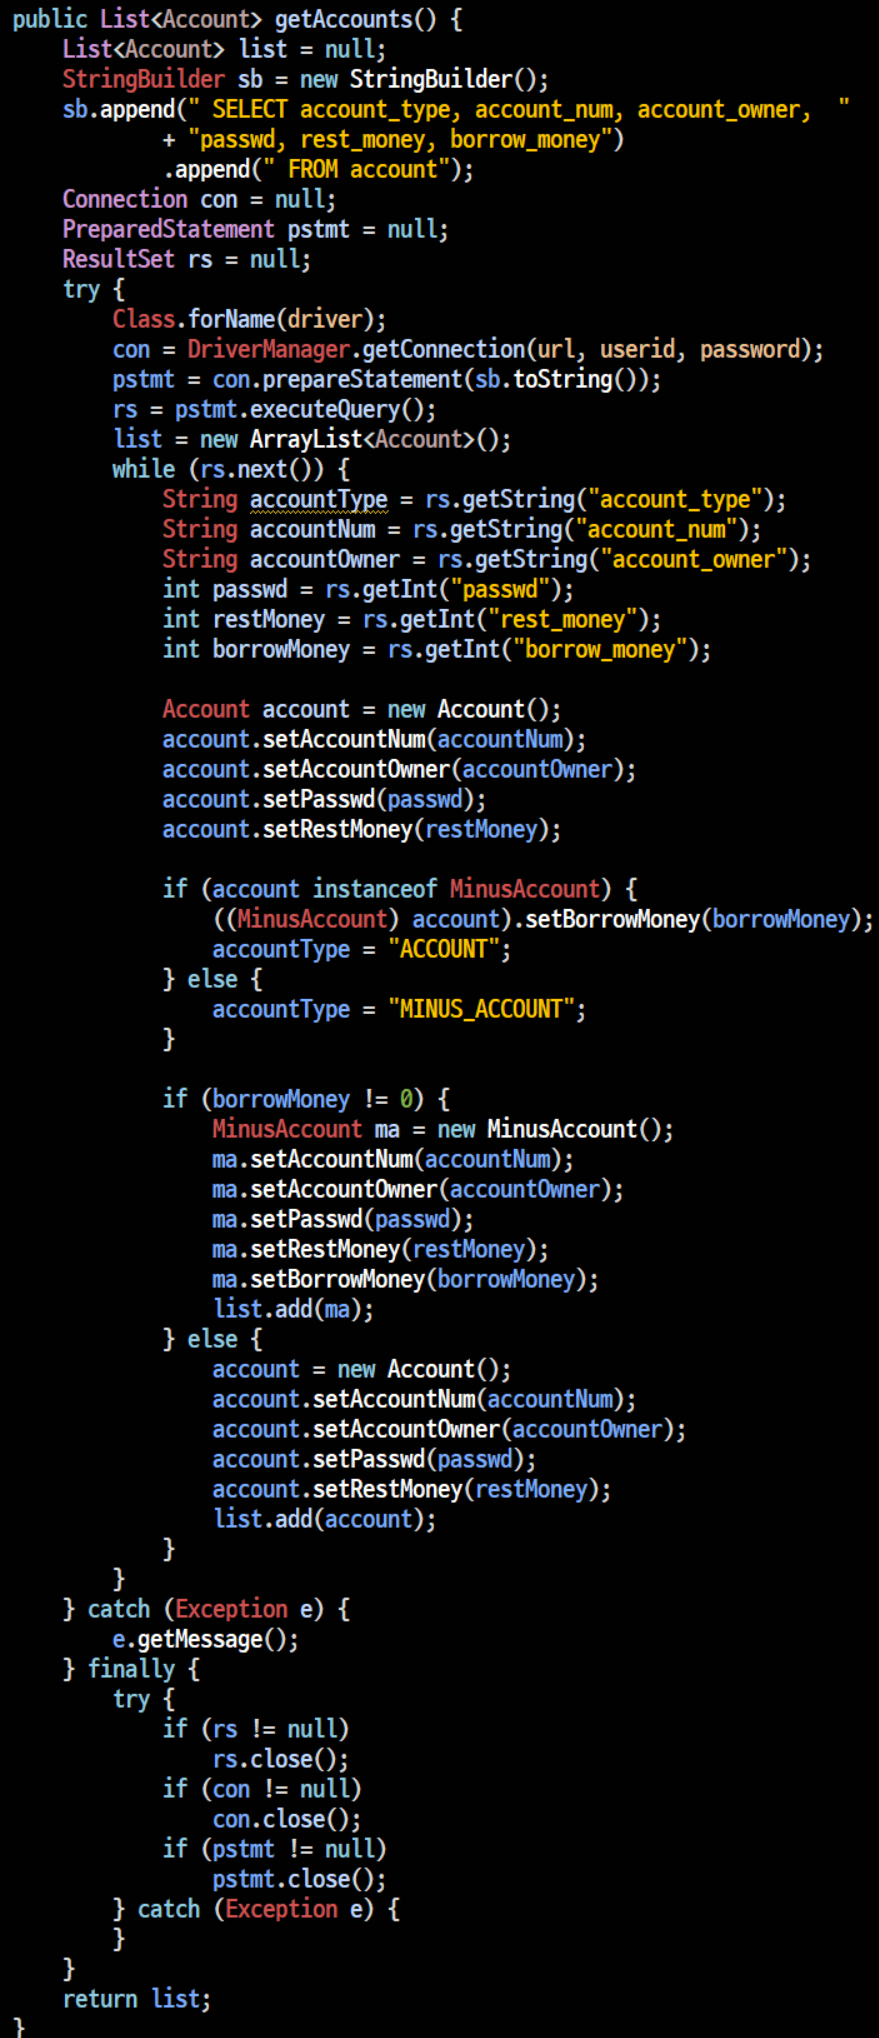 public List<Account> getAccounts() {
    List<Account> list = null;
    StringBuilder sb = new StringBuilder();
    sb.append(" SELECT account_type, account_num, account_owner,  "
            + "passwd, rest_money, borrow_money")
            .append(" FROM account");
    Connection con = null;
    PreparedStatement pstmt = null;
    ResultSet rs = null;
    try {
        Class.forName(driver);
        con = DriverManager.getConnection(url, userid, password);
        pstmt = con.prepareStatement(sb.toString());
        rs = pstmt.executeQuery();
        list = new ArrayList<Account>();
        while (rs.next()) {
            String accountType = rs.getString("account_type");
            String accountNum = rs.getString("account_num");
            String accountOwner = rs.getString("account_owner");
            int passwd = rs.getInt("passwd");
            int restMoney = rs.getInt("rest_money");
            int borrowMoney = rs.getInt("borrow_money");

            Account account = new Account();
            account.setAccountNum(accountNum);
            account.setAccountOwner(accountOwner);
            account.setPasswd(passwd);
            account.setRestMoney(restMoney);

            if (account instanceof MinusAccount) {
                ((MinusAccount) account).setBorrowMoney(borrowMoney);
                accountType = "ACCOUNT";
            } else {
                accountType = "MINUS_ACCOUNT";
            }

            if (borrowMoney != 0) {
                MinusAccount ma = new MinusAccount();
                ma.setAccountNum(accountNum);
                ma.setAccountOwner(accountOwner);
                ma.setPasswd(passwd);
                ma.setRestMoney(restMoney);
                ma.setBorrowMoney(borrowMoney);
                list.add(ma);
            } else {
                account = new Account();
                account.setAccountNum(accountNum);
                account.setAccountOwner(accountOwner);
                account.setPasswd(passwd);
                account.setRestMoney(restMoney);
                list.add(account);
            }
        }
    } catch (Exception e) {
        e.getMessage();
    } finally {
        try {
            if (rs != null)
                rs.close();
            if (con != null)
                con.close();
            if (pstmt != null)
                pstmt.close();
        } catch (Exception e) {
        }
    }
    return list;
}